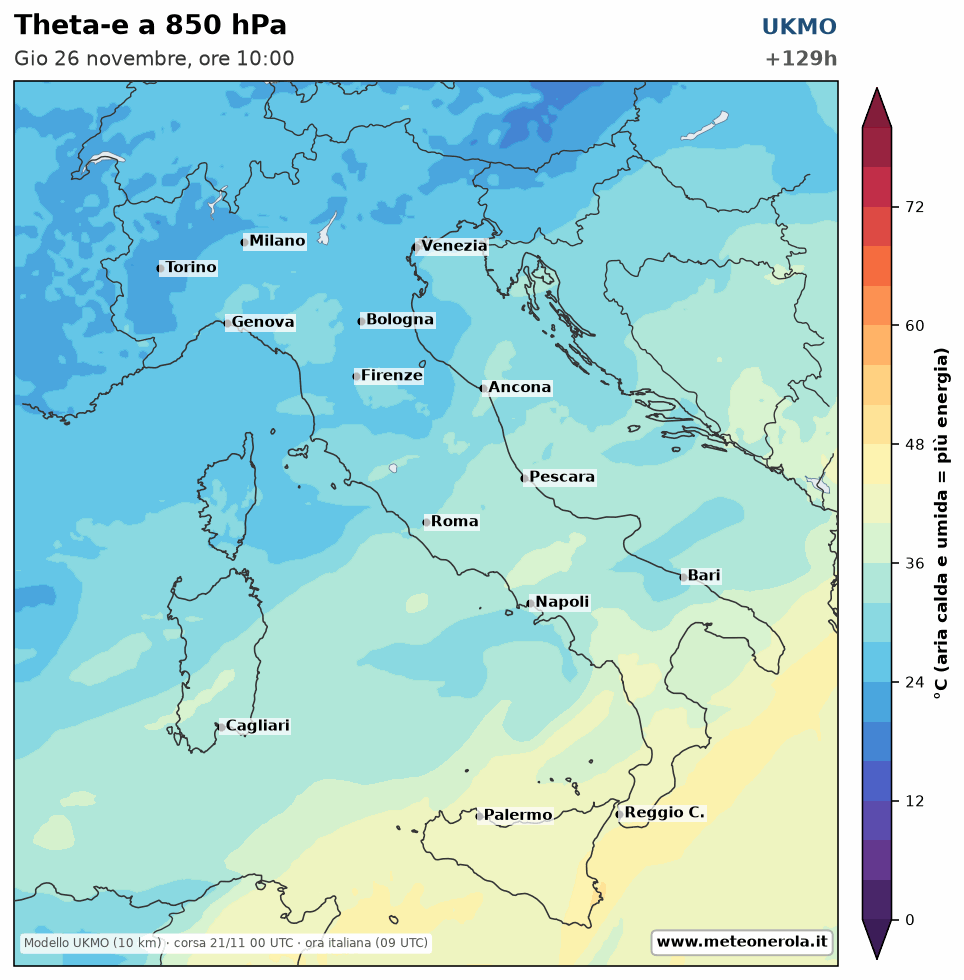 Theta-e a 850 hPa
UKMO
Gio 26 novembre, ore 10:00
+129h
Milano
Venezia
Torino
Genova
Bologna
Firenze
Ancona
Pescara
Roma
Bari
Napoli
Cagliari
Palermo
Reggio C.
72
60
48
36
24
12
0
°C (aria calda e umida = più energia)
Modello UKMO (10 km) · corsa 21/11 00 UTC · ora italiana (09 UTC)
www.meteonerola.it